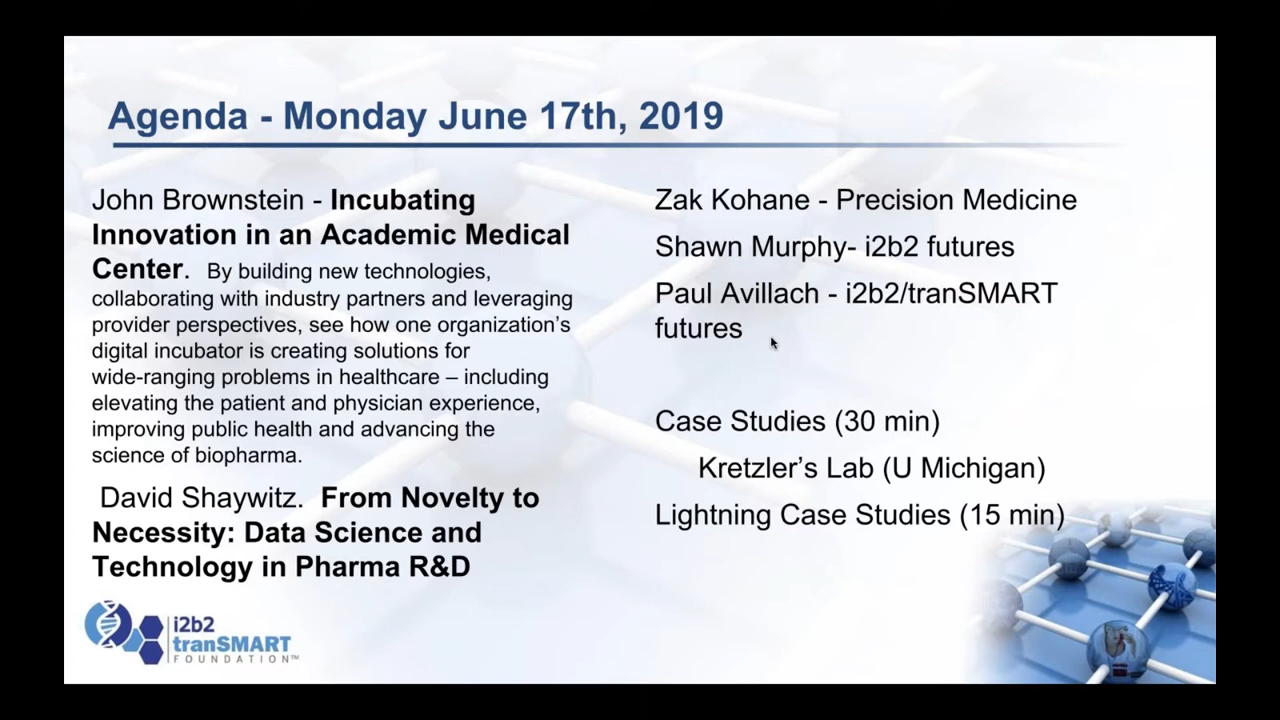 Agenda - Monday June 17th, 2019
John Brownstein - Incubating
Innovation in an Academic Medical
Center. By building new technologies,
collaborating with industry partners and leveraging
provider perspectives, see how one organization’s
digital incubator is creating solutions for
wide-ranging problems in healthcare – including
elevating the patient and physician experience,
improving public health and advancing the
science of biopharma.
David Shaywitz. From Novelty to
Necessity: Data Science and
Technology in Pharma R&D
Zak Kohane - Precision Medicine
Shawn Murphy- i2b2 futures
Paul Avillach - i2b2/tranSMART
futures
Case Studies (30 min)
Kretzler’s Lab (U Michigan)
Lightning Case Studies (15 min)
i2b2
tranSMART
FOUNDATION™